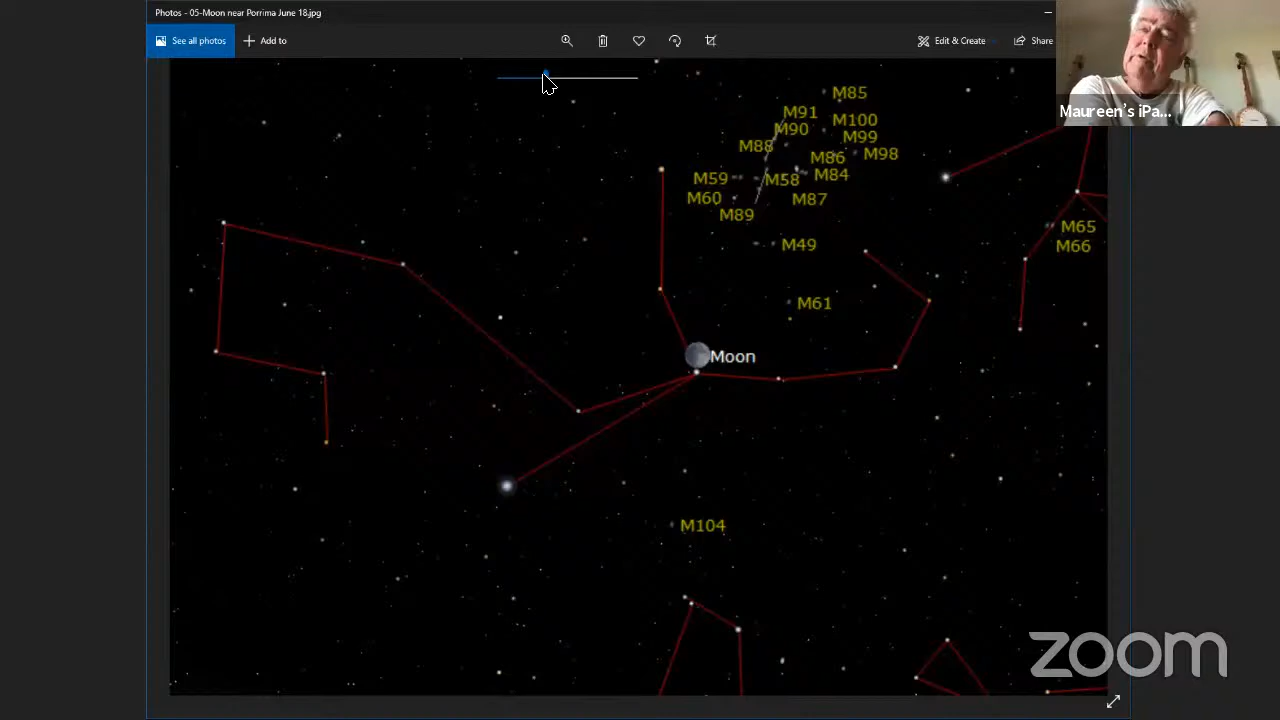 Photos - 05-Moon near Porrima June 18.jpg
See all photos
Add to
Edit & Create
Share
Maureen's iPa...
M85
M91
M100
M90
M99
M88
M98
M86
M84
M59
M58
M60
M87
M89
M49
M65
M66
M61
Moon
M104
zoom